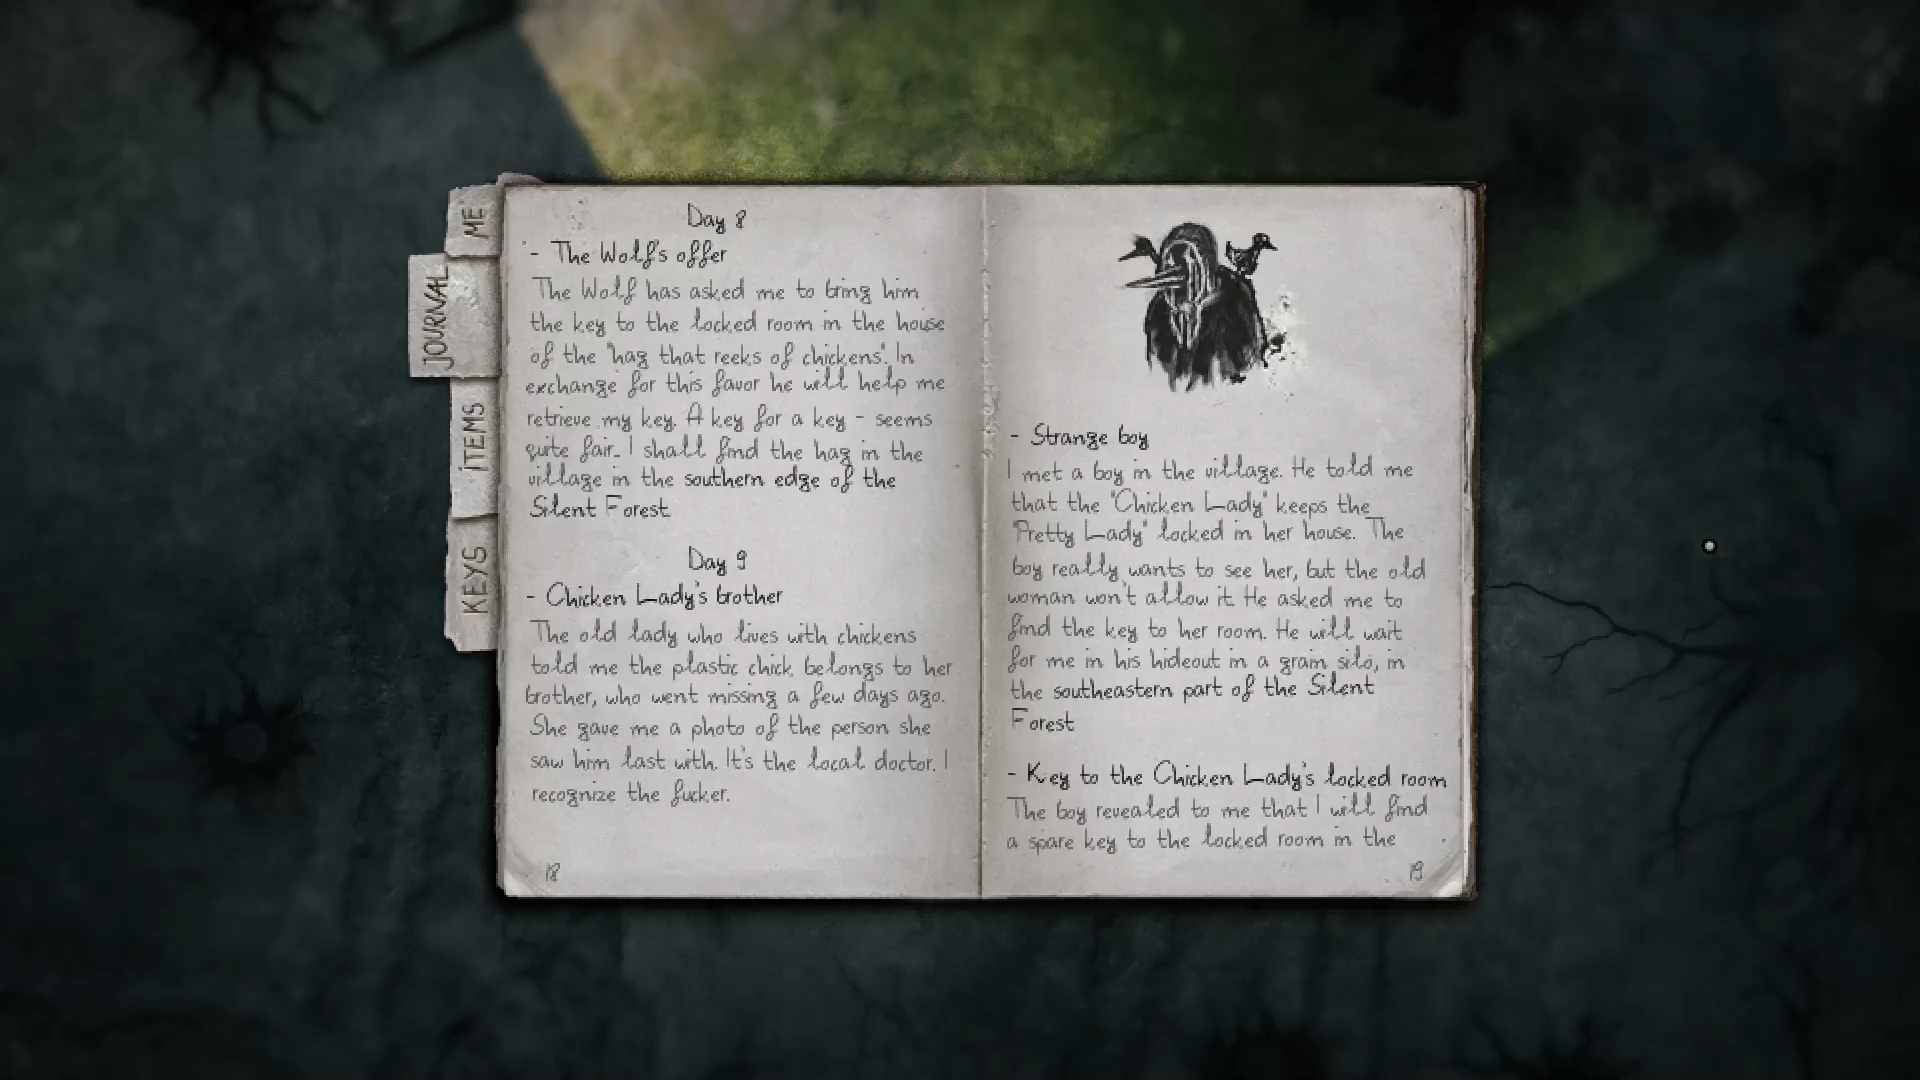 ME
JOURNAL
ITEMS
KEYS
Day 8
- The Wolf's offer
The Wolf has asked me to bring him
the key to the locked room in the house
of the "hag that reeks of chickens". In
exchange for this favor he will help me
retrieve my key. A key for a key - seems
quite fair. I shall find the hag in the
village in the southern edge of the
Silent Forest
Day 9
- Chicken Lady's brother
The old lady who lives with chickens
told me the plastic chick belongs to her
brother, who went missing a few days ago.
She gave me a photo of the person she
saw him last with. It's the local doctor. I
recognize the fucker.
18
- Strange boy
I met a boy in the village. He told me
that the "Chicken Lady" keeps the
"Pretty Lady" locked in her house. The
boy really wants to see her, but the old
woman won't allow it. He asked me to
find the key to her room. He will wait
for me in his hideout in a grain silo, in
the southeastern part of the Silent
Forest
- Key to the Chicken Lady's locked room
The boy revealed to me that I will find
a spare key to the locked room in the
19